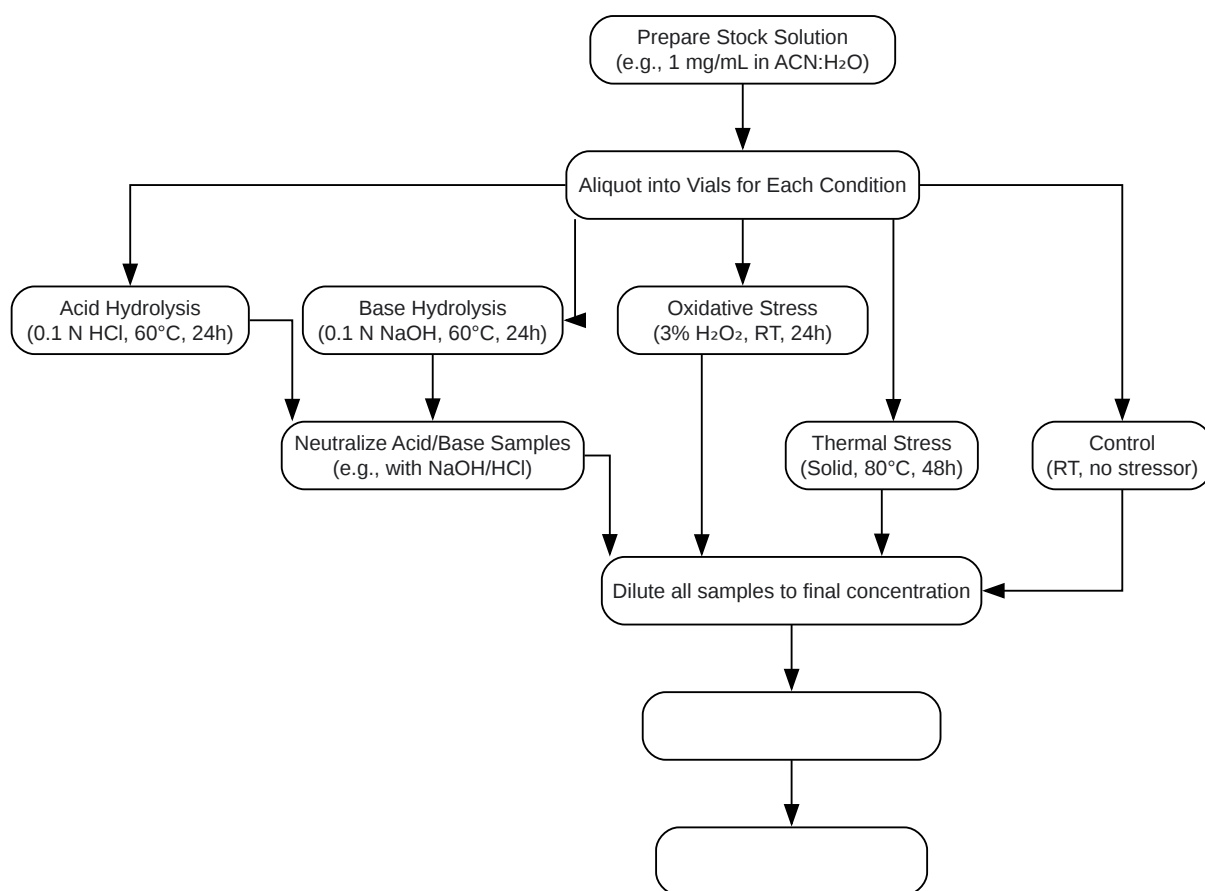 Prepare Stock Solution
(e.g., 1 mg/mL in ACN:H₂O)
Aliquot into Vials for Each Condition
Acid Hydrolysis
(0.1 N HCl, 60°C, 24h)
Base Hydrolysis
(0.1 N NaOH, 60°C, 24h)
Oxidative Stress
(3% H₂O₂, RT, 24h)
Neutralize Acid/Base Samples
(e.g., with NaOH/HCl)
Thermal Stress
(Solid, 80°C, 48h)
Control
(RT, no stressor)
Dilute all samples to final concentration